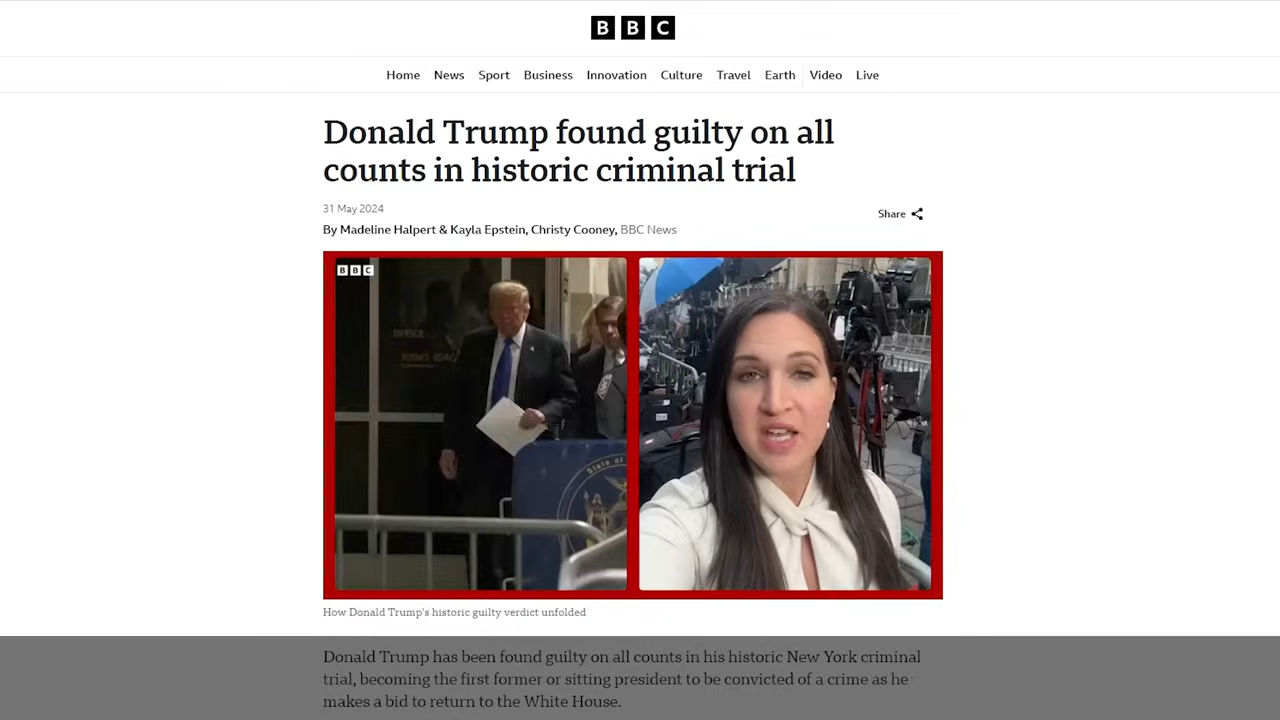 BBC
Home News Sport Business Innovation Culture Travel Earth Video Live
Donald Trump found guilty on all
counts in historic criminal trial
31 May 2024
Share
By Madeline Halpert & Kayla Epstein, Christy Cooney, BBC News
BBC
OFFICE
State of
How Donald Trump's historic guilty verdict unfolded
Donald Trump has been found guilty on all counts in his historic New York criminal
trial, becoming the first former or sitting president to be convicted of a crime as he
makes a bid to return to the White House.